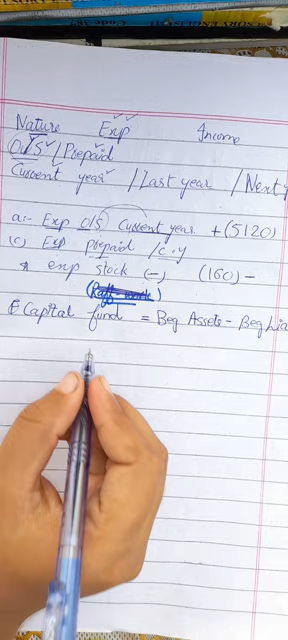 Nature Exp Income
O/S / Prepaid
Current year / Last year / Next y
a:- Exp O/S Current year + (5120)
(c) Exp prepaid / c.y
* enp stock (-) (160) -
Capital fund = Beg Assets - Beg Lia